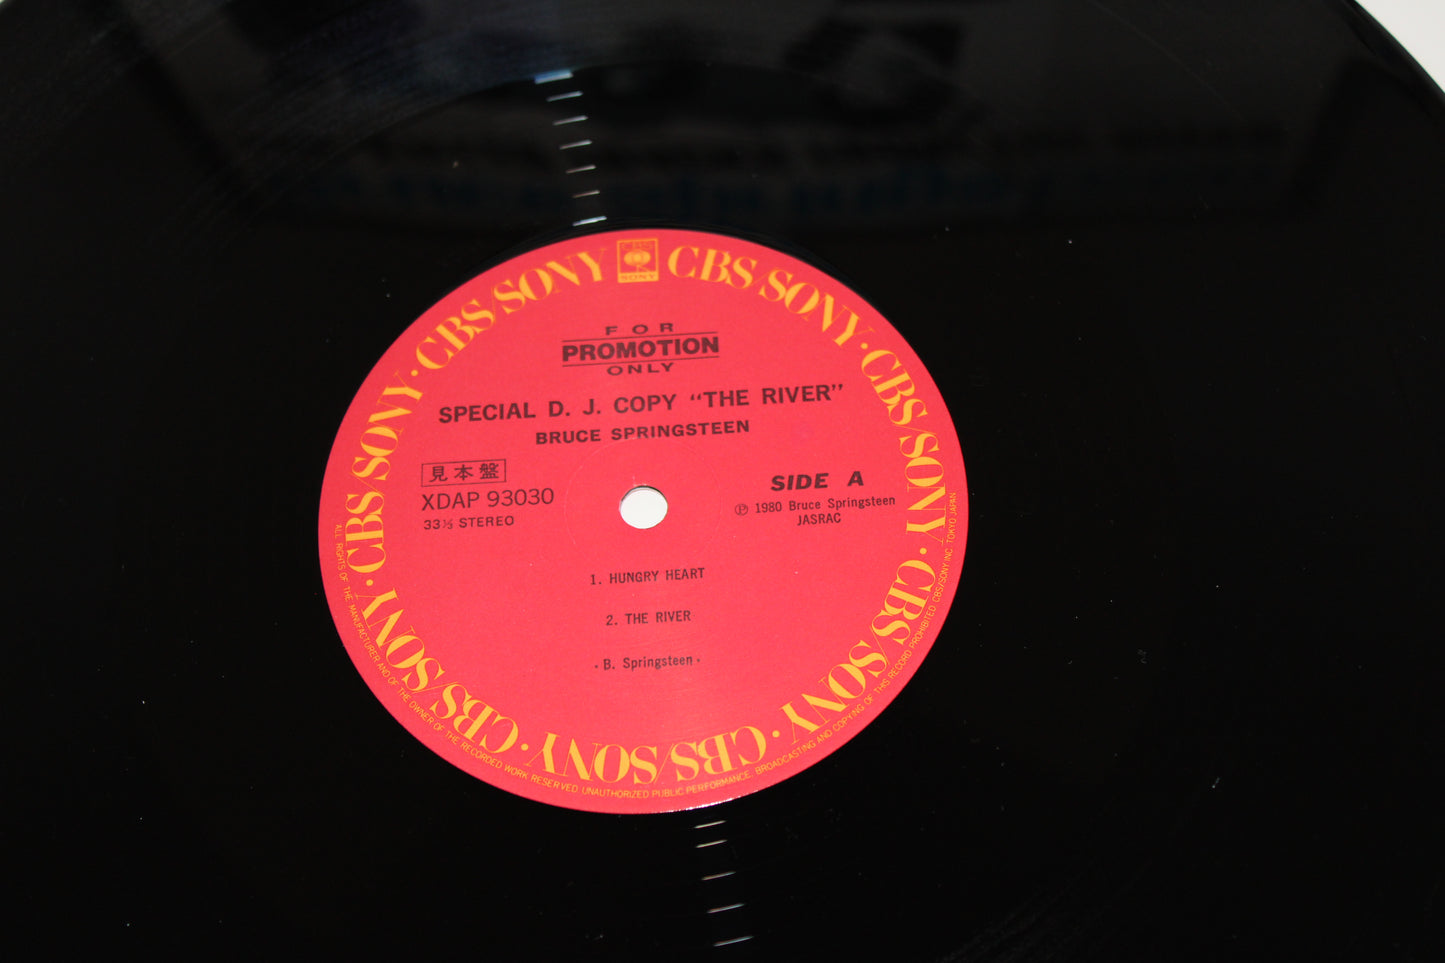 CBS/SONY · CBS/SONY · CBS/SONY · CBS/SONY · CBS/SONY · CBS/SONY · CBS/SONY · CBS/SONY
CBS
SONY
FOR
PROMOTION
ONLY
SPECIAL D. J. COPY “THE RIVER”
BRUCE SPRINGSTEEN
見本盤
XDAP 93030
33⅓ STEREO
SIDE A
Ⓟ 1980 Bruce Springsteen
JASRAC
1. HUNGRY HEART
2. THE RIVER
· B. Springsteen ·
ALL RIGHTS OF THE MANUFACTURER AND OF THE OWNER OF THE RECORDED WORK RESERVED. UNAUTHORIZED PUBLIC PERFORMANCE, BROADCASTING AND COPYING OF THIS RECORD PROHIBITED. CBS/SONY INC. TOKYO JAPAN